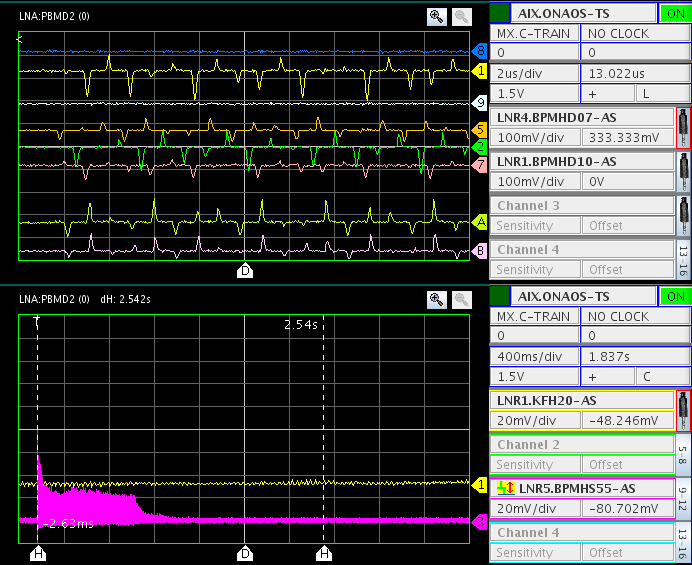 LNA:PBMD2 (0)
AIX.ONAOS-TS
ON
MX.C-TRAIN
NO CLOCK
0
0
2us/div
13.022us
1.5V
+
L
LNR4.BPMHD07-AS
100mV/div
333.333mV
LNR1.BPMHD10-AS
100mV/div
0V
Channel 3
Sensitivity
Offset
Channel 4
Sensitivity
Offset
13-16
8
1
9
5
2
7
A
B
D
LNA:PBMD2 (0) dH: 2.542s
AIX.ONAOS-TS
ON
MX.C-TRAIN
NO CLOCK
0
0
400ms/div
1.837s
1.5V
+
C
LNR1.KFH20-AS
20mV/div
-48.246mV
Channel 2
Sensitivity
Offset
5-8
LNR5.BPMHS55-AS
20mV/div
-80.702mV
9-12
Channel 4
Sensitivity
Offset
13-16
T
2.54s
1
-2.63ms
3
H
D
H